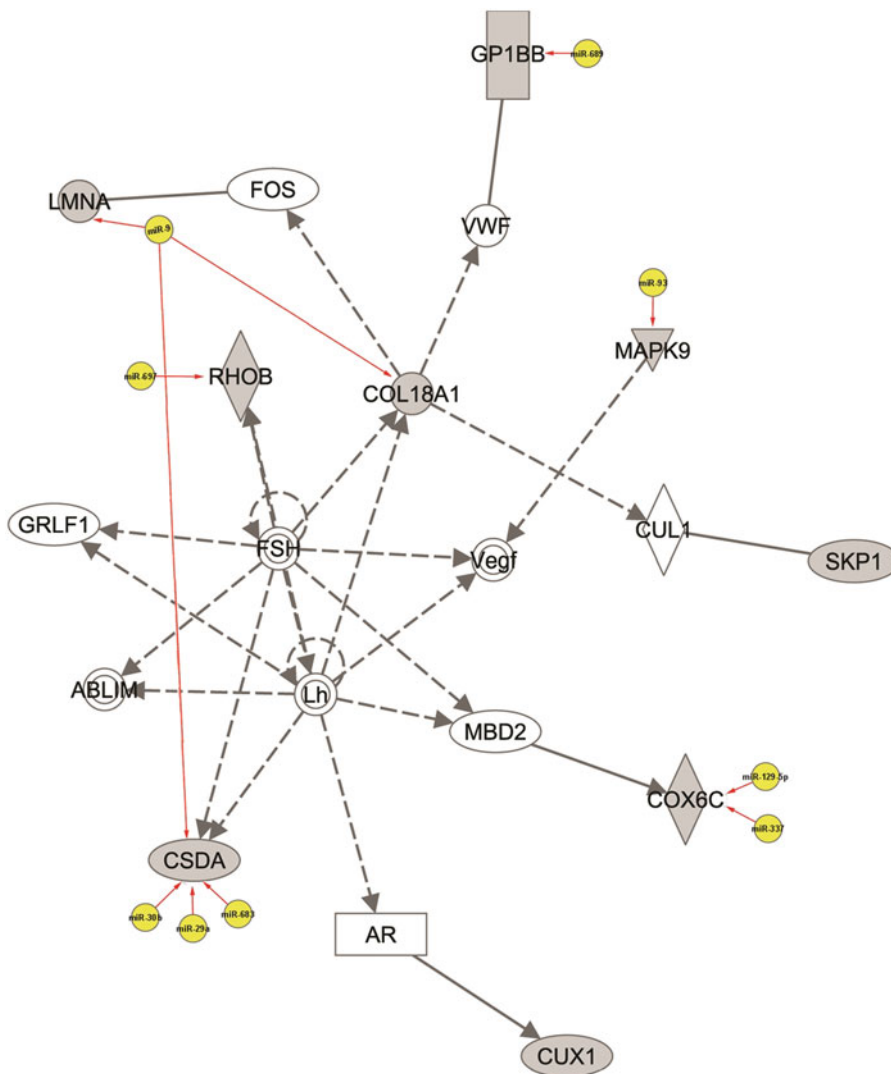 GP1BB
miR-689
LMNA
FOS
miR-9
VWF
miR-93
MAPK9
miR-697
RHOB
COL18A1
GRLF1
FSH
Vegf
CUL1
SKP1
ABLIM
Lh
MBD2
COX6C
miR-129-5p
miR-337
CSDA
miR-30b
miR-29a
miR-683
AR
CUX1